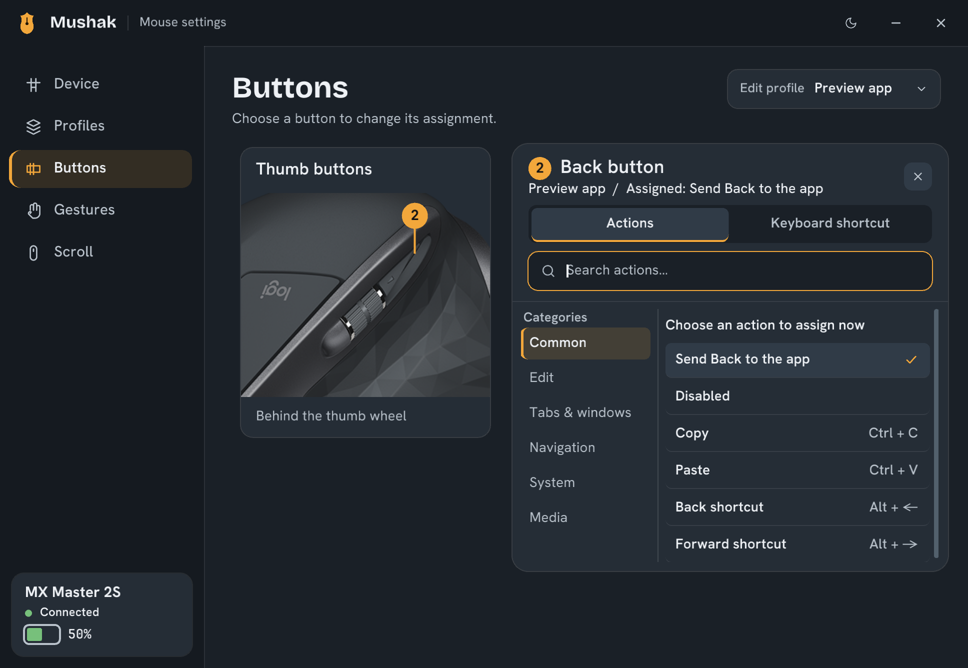 Mushak
Mouse settings
Device
Profiles
Buttons
Gestures
Scroll
MX Master 2S
Connected
50%
Buttons
Choose a button to change its assignment.
Edit profile Preview app
Thumb buttons
2
logi
Behind the thumb wheel
2 Back button
Preview app / Assigned: Send Back to the app
Actions
Keyboard shortcut
Search actions...
Categories
Common
Edit
Tabs & windows
Navigation
System
Media
Choose an action to assign now
Send Back to the app
Disabled
Copy Ctrl + C
Paste Ctrl + V
Back shortcut Alt + ←
Forward shortcut Alt + →